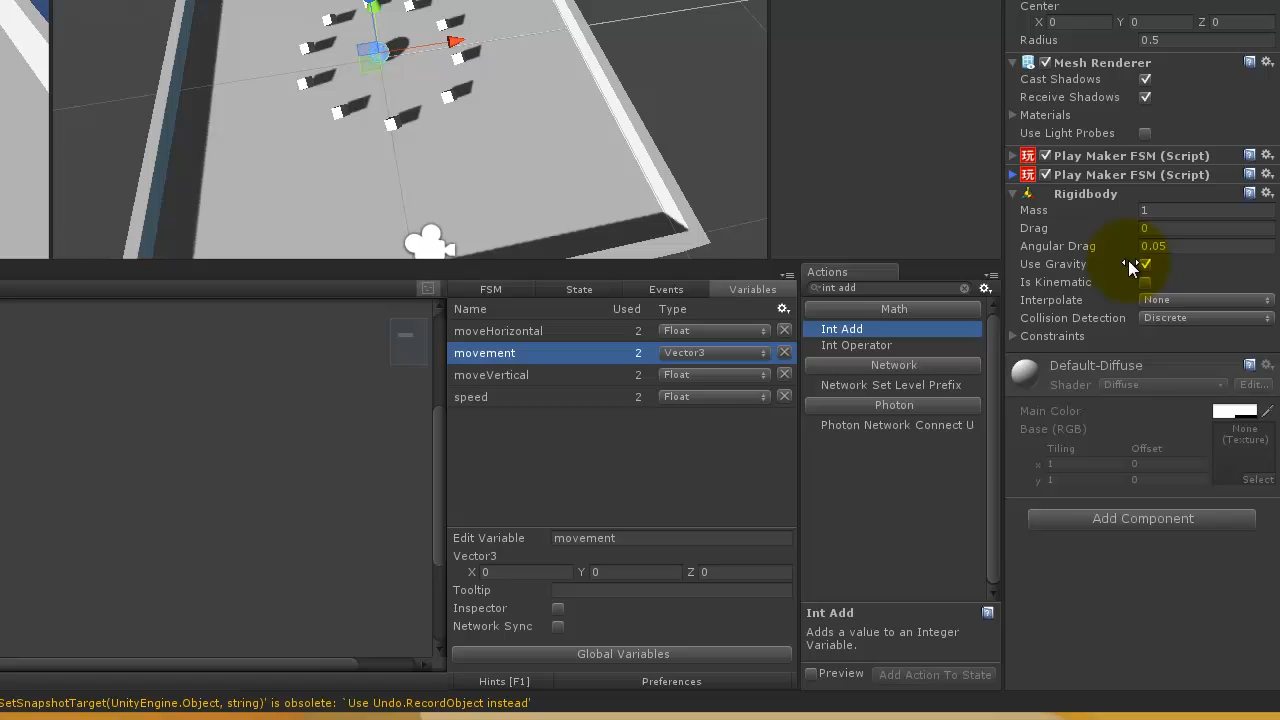 Center
X 0 Y 0 Z 0
Radius 0.5
Mesh Renderer
Cast Shadows
Receive Shadows
Materials
Use Light Probes
玩 Play Maker FSM (Script)
玩 Play Maker FSM (Script)
Rigidbody
Mass 1
Drag 0
Angular Drag 0.05
Use Gravity
Is Kinematic
Interpolate None
Collision Detection Discrete
Constraints
Default-Diffuse
Shader Diffuse Edit...
Main Color
Base (RGB)
None
(Texture)
Tiling Offset
x 1 0
y 1 0
Select
Add Component
FSM State Events Variables
Name Used Type
moveHorizontal 2 Float
movement 2 Vector3
moveVertical 2 Float
speed 2 Float
Edit Variable movement
Vector3
X 0 Y 0 Z 0
Tooltip
Inspector
Network Sync
Global Variables
Hints [F1] Preferences
Actions
int add
Math
Int Add
Int Operator
Network
Network Set Level Prefix
Photon
Photon Network Connect U
Int Add
Adds a value to an Integer
Variable.
Preview Add Action To State
SetSnapshotTarget(UnityEngine.Object, string)' is obsolete: `Use Undo.RecordObject instead'